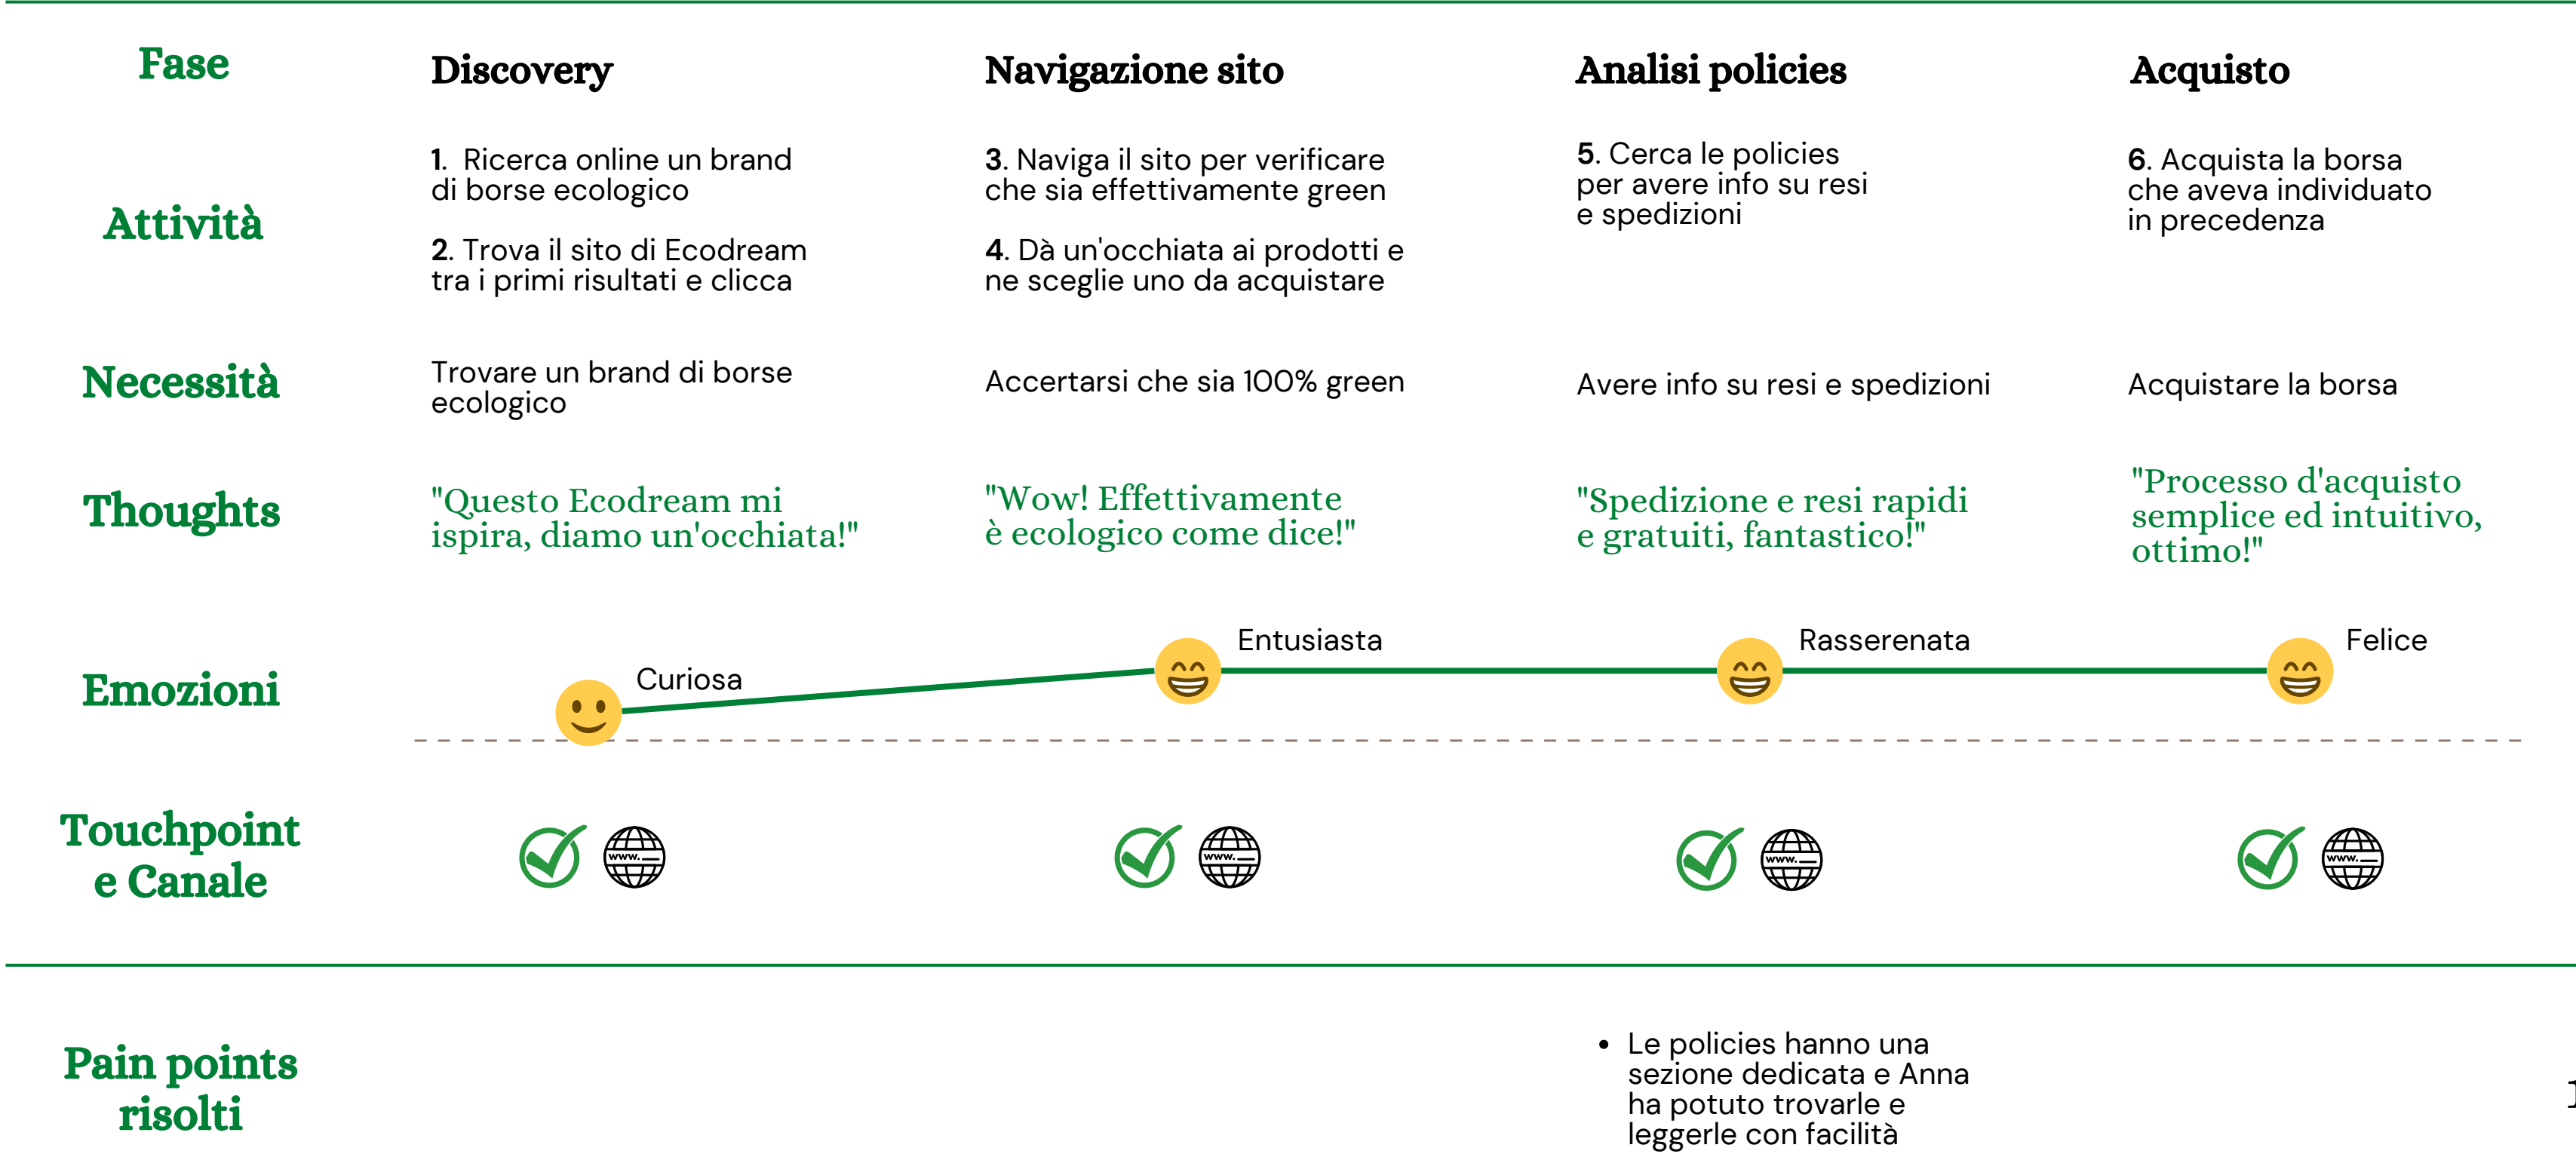 Fase
Discovery
Navigazione sito
Analisi policies
Acquisto
Attività
1. Ricerca online un brand
di borse ecologico
2. Trova il sito di Ecodream
tra i primi risultati e clicca
3. Naviga il sito per verificare
che sia effettivamente green
4. Dà un'occhiata ai prodotti e
ne sceglie uno da acquistare
5. Cerca le policies
per avere info su resi
e spedizioni
6. Acquista la borsa
che aveva individuato
in precedenza
Necessità
Trovare un brand di borse
ecologico
Accertarsi che sia 100% green
Avere info su resi e spedizioni
Acquistare la borsa
Thoughts
"Questo Ecodream mi
ispira, diamo un'occhiata!"
"Wow! Effettivamente
è ecologico come dice!"
"Spedizione e resi rapidi
e gratuiti, fantastico!"
"Processo d'acquisto
semplice ed intuitivo,
ottimo!"
Emozioni
Curiosa
Entusiasta
Rasserenata
Felice
Touchpoint
e Canale
www.
www.
www.
www.
Pain points
risolti
• Le policies hanno una
sezione dedicata e Anna
ha potuto trovarle e
leggerle con facilità